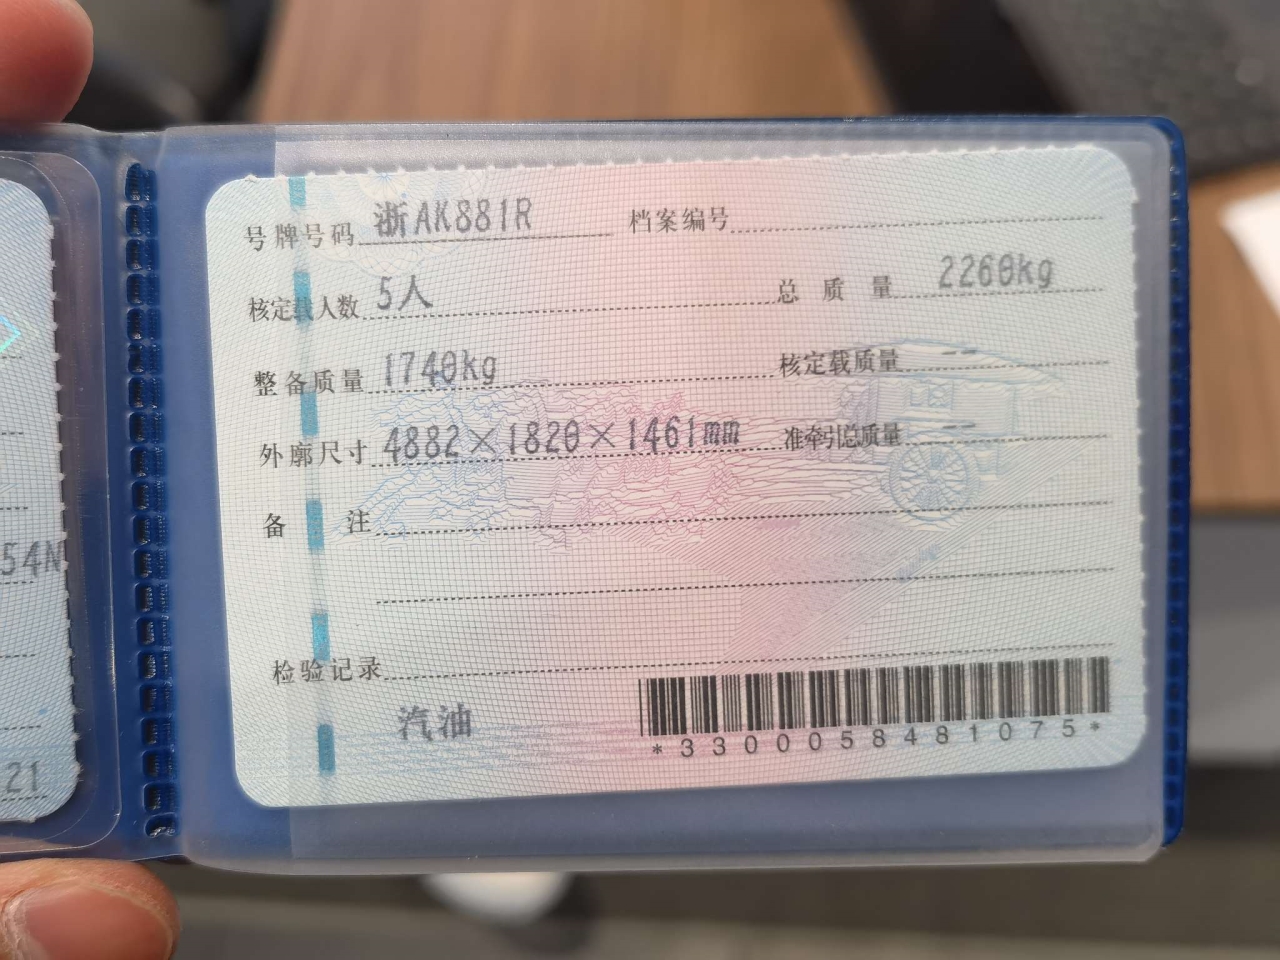 号牌号码 浙AK881R 档案编号
核定载人数 5人 总质量 2260kg
整备质量 1740kg 核定载质量 --
外廓尺寸 4882×1820×1461mm 准牵引总质量 --
备注
检验记录
汽油
*3300058481075*
54N
21